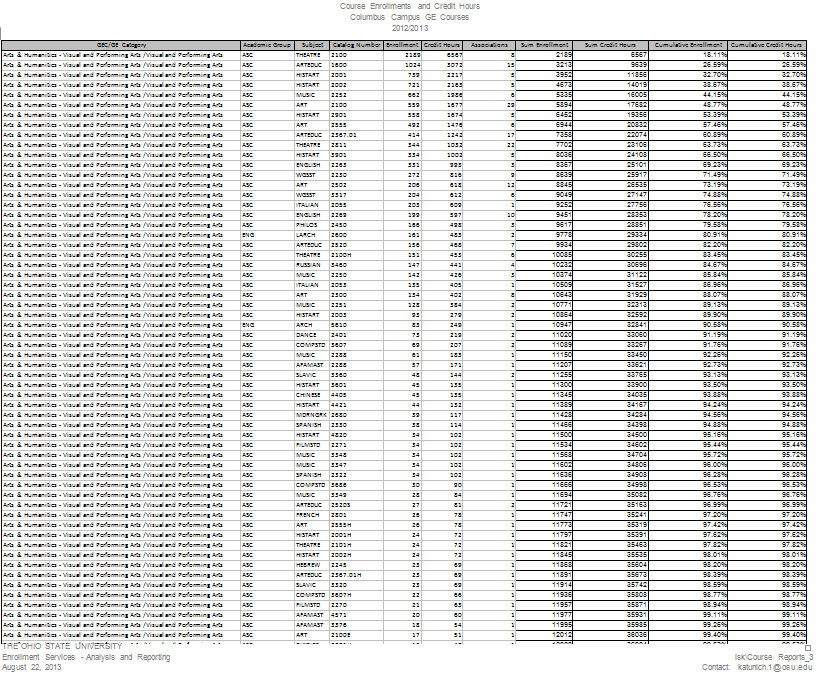 Course Enrollments and Credit Hours
Columbus Campus GE Courses
2012/2013
GEC/GE Category Academic Group Subject Catalog Number Enrollment Credit Hours Associations Sum Enrollment Sum Credit Hours Cumulative Enrollment Cumulative Credit Hours
Arts & Humanities - Visual and Performing Arts /Visual and Performing Arts ASC THEATRE 2100 2189 6567 8 2189 6567 18.11% 18.11%
Arts & Humanities - Visual and Performing Arts /Visual and Performing Arts ASC ARTEDUC 1600 1024 3072 15 3213 9639 26.59% 26.59%
Arts & Humanities - Visual and Performing Arts /Visual and Performing Arts ASC HISTART 2001 739 2217 5 3952 11856 32.70% 32.70%
Arts & Humanities - Visual and Performing Arts /Visual and Performing Arts ASC HISTART 2002 721 2163 5 4673 14019 38.67% 38.67%
Arts & Humanities - Visual and Performing Arts /Visual and Performing Arts ASC MUSIC 2252 662 1986 6 5335 16005 44.15% 44.15%
Arts & Humanities - Visual and Performing Arts /Visual and Performing Arts ASC ART 2100 559 1677 29 5894 17682 48.77% 48.77%
Arts & Humanities - Visual and Performing Arts /Visual and Performing Arts ASC HISTART 2901 558 1674 5 6452 19356 53.39% 53.39%
Arts & Humanities - Visual and Performing Arts /Visual and Performing Arts ASC ART 2555 492 1476 6 6944 20832 57.46% 57.46%
Arts & Humanities - Visual and Performing Arts /Visual and Performing Arts ASC ARTEDUC 2367.01 414 1242 17 7358 22074 60.89% 60.89%
Arts & Humanities - Visual and Performing Arts /Visual and Performing Arts ASC THEATRE 2811 344 1032 22 7702 23106 63.73% 63.73%
Arts & Humanities - Visual and Performing Arts /Visual and Performing Arts ASC HISTART 3901 334 1002 5 8036 24108 66.50% 66.50%
Arts & Humanities - Visual and Performing Arts /Visual and Performing Arts ASC ENGLISH 2263 331 993 3 8367 25101 69.23% 69.23%
Arts & Humanities - Visual and Performing Arts /Visual and Performing Arts ASC WGSST 2230 272 816 9 8639 25917 71.49% 71.49%
Arts & Humanities - Visual and Performing Arts /Visual and Performing Arts ASC ART 2502 206 618 12 8845 26535 73.19% 73.19%
Arts & Humanities - Visual and Performing Arts /Visual and Performing Arts ASC WGSST 3317 204 612 6 9049 27147 74.88% 74.88%
Arts & Humanities - Visual and Performing Arts /Visual and Performing Arts ASC ITALIAN 2055 203 609 1 9252 27756 76.56% 76.56%
Arts & Humanities - Visual and Performing Arts /Visual and Performing Arts ASC ENGLISH 2269 199 597 10 9451 28353 78.20% 78.20%
Arts & Humanities - Visual and Performing Arts /Visual and Performing Arts ASC PHILOS 2450 166 498 3 9617 28851 79.58% 79.58%
Arts & Humanities - Visual and Performing Arts /Visual and Performing Arts ENG LARCH 2600 161 483 2 9778 29334 80.91% 80.91%
Arts & Humanities - Visual and Performing Arts /Visual and Performing Arts ASC ARTEDUC 2520 156 468 7 9934 29802 82.20% 82.20%
Arts & Humanities - Visual and Performing Arts /Visual and Performing Arts ASC THEATRE 2100H 151 453 6 10085 30255 83.45% 83.45%
Arts & Humanities - Visual and Performing Arts /Visual and Performing Arts ASC RUSSIAN 3460 147 441 4 10232 30696 84.67% 84.67%
Arts & Humanities - Visual and Performing Arts /Visual and Performing Arts ASC MUSIC 2250 142 426 3 10374 31122 85.84% 85.84%
Arts & Humanities - Visual and Performing Arts /Visual and Performing Arts ASC ITALIAN 2053 135 405 1 10509 31527 86.96% 86.96%
Arts & Humanities - Visual and Performing Arts /Visual and Performing Arts ASC ART 2300 134 402 8 10643 31929 88.07% 88.07%
Arts & Humanities - Visual and Performing Arts /Visual and Performing Arts ASC MUSIC 2251 128 384 2 10771 32313 89.13% 89.13%
Arts & Humanities - Visual and Performing Arts /Visual and Performing Arts ASC HISTART 2003 93 279 2 10864 32592 89.90% 89.90%
Arts & Humanities - Visual and Performing Arts /Visual and Performing Arts ENG ARCH 5610 83 249 1 10947 32841 90.58% 90.58%
Arts & Humanities - Visual and Performing Arts /Visual and Performing Arts ASC DANCE 2401 73 219 2 11020 33060 91.19% 91.19%
Arts & Humanities - Visual and Performing Arts /Visual and Performing Arts ASC COMPSTD 3607 69 207 2 11089 33267 91.76% 91.76%
Arts & Humanities - Visual and Performing Arts /Visual and Performing Arts ASC MUSIC 2288 61 183 1 11150 33450 92.26% 92.26%
Arts & Humanities - Visual and Performing Arts /Visual and Performing Arts ASC AFAMAST 2288 57 171 1 11207 33621 92.73% 92.73%
Arts & Humanities - Visual and Performing Arts /Visual and Performing Arts ASC SLAVIC 3360 48 144 2 11255 33765 93.13% 93.13%
Arts & Humanities - Visual and Performing Arts /Visual and Performing Arts ASC HISTART 3601 45 135 1 11300 33900 93.50% 93.50%
Arts & Humanities - Visual and Performing Arts /Visual and Performing Arts ASC CHINESE 4405 45 135 1 11345 34035 93.88% 93.88%
Arts & Humanities - Visual and Performing Arts /Visual and Performing Arts ASC HISTART 4421 44 132 1 11389 34167 94.24% 94.24%
Arts & Humanities - Visual and Performing Arts /Visual and Performing Arts ASC MDRNGRK 2680 39 117 1 11428 34284 94.56% 94.56%
Arts & Humanities - Visual and Performing Arts /Visual and Performing Arts ASC SPANISH 2330 38 114 1 11466 34398 94.88% 94.88%
Arts & Humanities - Visual and Performing Arts /Visual and Performing Arts ASC HISTART 4820 34 102 1 11500 34500 95.16% 95.16%
Arts & Humanities - Visual and Performing Arts /Visual and Performing Arts ASC FILMSTD 2271 34 102 1 11534 34602 95.44% 95.44%
Arts & Humanities - Visual and Performing Arts /Visual and Performing Arts ASC MUSIC 3348 34 102 1 11568 34704 95.72% 95.72%
Arts & Humanities - Visual and Performing Arts /Visual and Performing Arts ASC MUSIC 3347 34 102 1 11602 34806 96.00% 96.00%
Arts & Humanities - Visual and Performing Arts /Visual and Performing Arts ASC SPANISH 2332 34 102 1 11636 34908 96.28% 96.28%
Arts & Humanities - Visual and Performing Arts /Visual and Performing Arts ASC COMPSTD 3686 30 90 1 11666 34998 96.53% 96.53%
Arts & Humanities - Visual and Performing Arts /Visual and Performing Arts ASC MUSIC 3349 28 84 1 11694 35082 96.76% 96.76%
Arts & Humanities - Visual and Performing Arts /Visual and Performing Arts ASC ARTEDUC 2520S 27 81 2 11721 35163 96.99% 96.99%
Arts & Humanities - Visual and Performing Arts /Visual and Performing Arts ASC FRENCH 2801 26 78 1 11747 35241 97.20% 97.20%
Arts & Humanities - Visual and Performing Arts /Visual and Performing Arts ASC ART 2555H 26 78 1 11773 35319 97.42% 97.42%
Arts & Humanities - Visual and Performing Arts /Visual and Performing Arts ASC HISTART 2001H 24 72 1 11797 35391 97.62% 97.62%
Arts & Humanities - Visual and Performing Arts /Visual and Performing Arts ASC THEATRE 2101H 24 72 1 11821 35463 97.82% 97.82%
Arts & Humanities - Visual and Performing Arts /Visual and Performing Arts ASC HISTART 2002H 24 72 1 11845 35535 98.01% 98.01%
Arts & Humanities - Visual and Performing Arts /Visual and Performing Arts ASC HEBREW 2245 23 69 1 11868 35604 98.20% 98.20%
Arts & Humanities - Visual and Performing Arts /Visual and Performing Arts ASC ARTEDUC 2367.01H 23 69 1 11891 35673 98.39% 98.39%
Arts & Humanities - Visual and Performing Arts /Visual and Performing Arts ASC SLAVIC 3320 23 69 1 11914 35742 98.59% 98.59%
Arts & Humanities - Visual and Performing Arts /Visual and Performing Arts ASC COMPSTD 3607H 22 66 1 11936 35808 98.77% 98.77%
Arts & Humanities - Visual and Performing Arts /Visual and Performing Arts ASC FILMSTD 2270 21 63 1 11957 35871 98.94% 98.94%
Arts & Humanities - Visual and Performing Arts /Visual and Performing Arts ASC AFAMAST 4571 20 60 1 11977 35931 99.11% 99.11%
Arts & Humanities - Visual and Performing Arts /Visual and Performing Arts ASC AFAMAST 3376 18 54 1 11995 35985 99.26% 99.26%
Arts & Humanities - Visual and Performing Arts /Visual and Performing Arts ASC ART 2100E 17 51 1 12012 36036 99.40% 99.40%
THE OHIO STATE UNIVERSITY
Enrollment Services - Analysis and Reporting isk\Course Reports_3
August 22, 2013 Contact: katunich.1@osu.edu